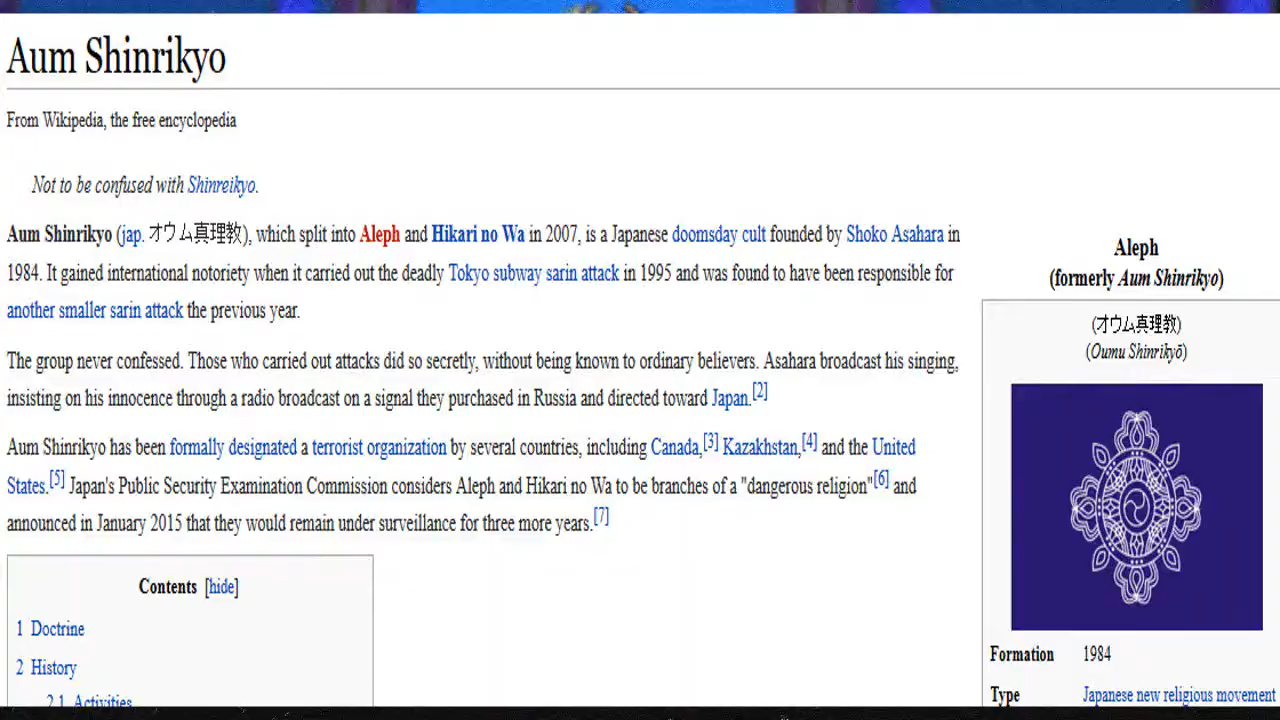 Aum Shinrikyo
From Wikipedia, the free encyclopedia
Not to be confused with Shinreikyo.
Aum Shinrikyo (jap. オウム真理教), which split into Aleph and Hikari no Wa in 2007, is a Japanese doomsday cult founded by Shoko Asahara in
1984. It gained international notoriety when it carried out the deadly Tokyo subway sarin attack in 1995 and was found to have been responsible for
another smaller sarin attack the previous year.
The group never confessed. Those who carried out attacks did so secretly, without being known to ordinary believers. Asahara broadcast his singing,
insisting on his innocence through a radio broadcast on a signal they purchased in Russia and directed toward Japan.[2]
Aum Shinrikyo has been formally designated a terrorist organization by several countries, including Canada,[3] Kazakhstan,[4] and the United
States.[5] Japan's Public Security Examination Commission considers Aleph and Hikari no Wa to be branches of a "dangerous religion"[6] and
announced in January 2015 that they would remain under surveillance for three more years.[7]
Contents [hide]
1 Doctrine
2 History
2.1 Activities
Aleph
(formerly Aum Shinrikyo)
(オウム真理教)
(Oumu Shinrikyō)
Formation 1984
Type Japanese new religious movement